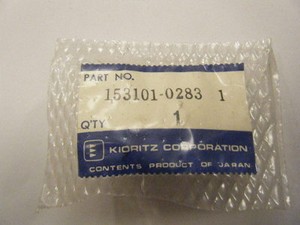 PART NO.
153101-0283 1
Q'TY 1
KIORITZ CORPORATION
CONTENTS PRODUCT OF JAPAN